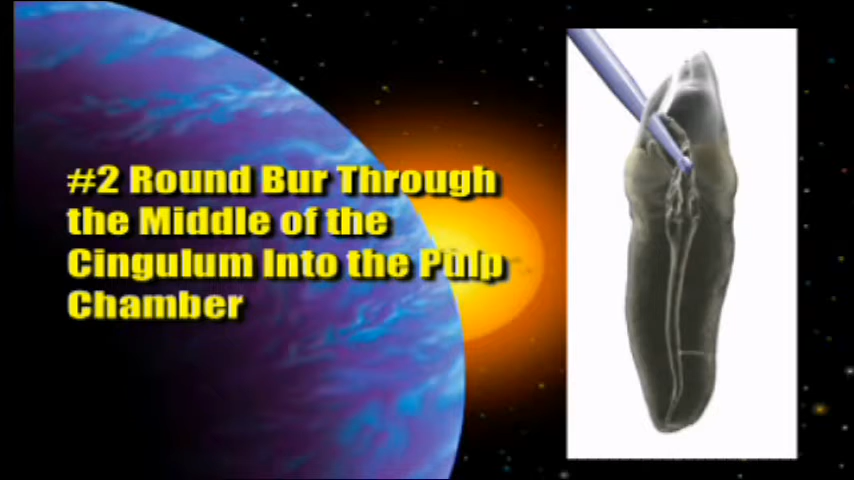 #2 Round Bur Through
the Middle of the
Cingulum Into the Pulp
Chamber